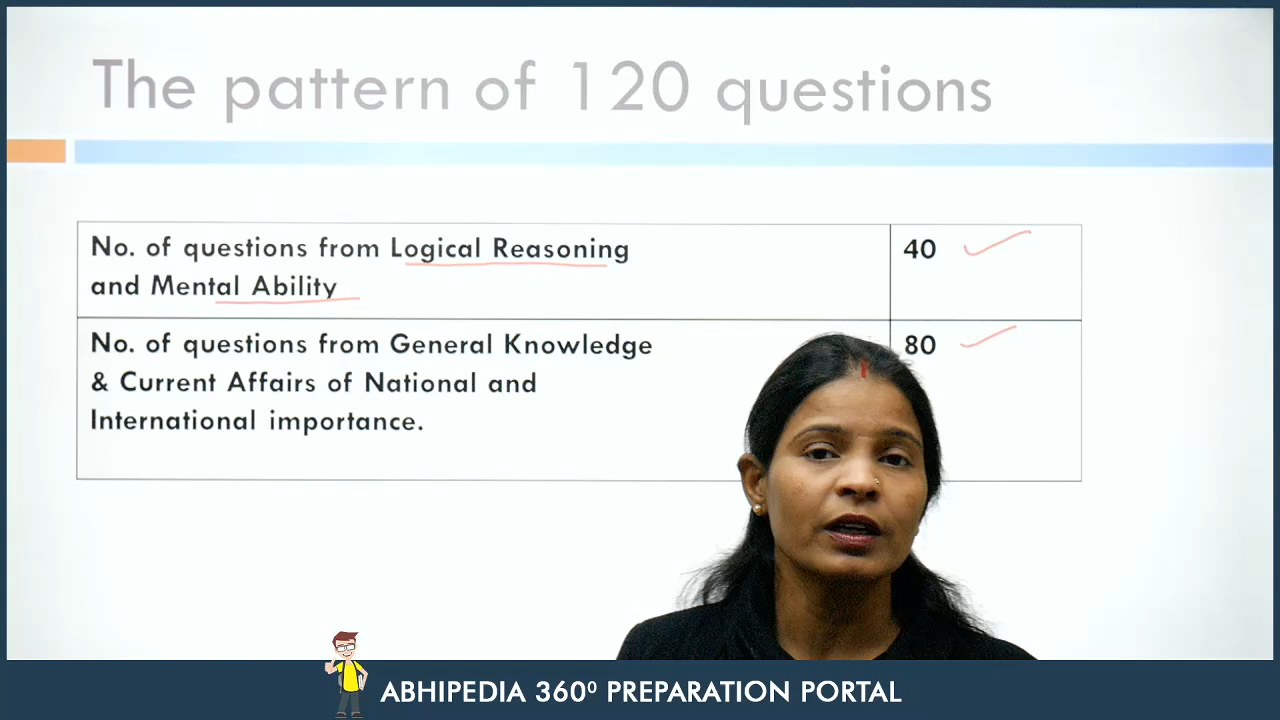 The pattern of 120 questions
No. of questions from Logical Reasoning
and Mental Ability
40
No. of questions from General Knowledge
& Current Affairs of National and
International importance.
80
ABHIPEDIA 360⁰ PREPARATION PORTAL